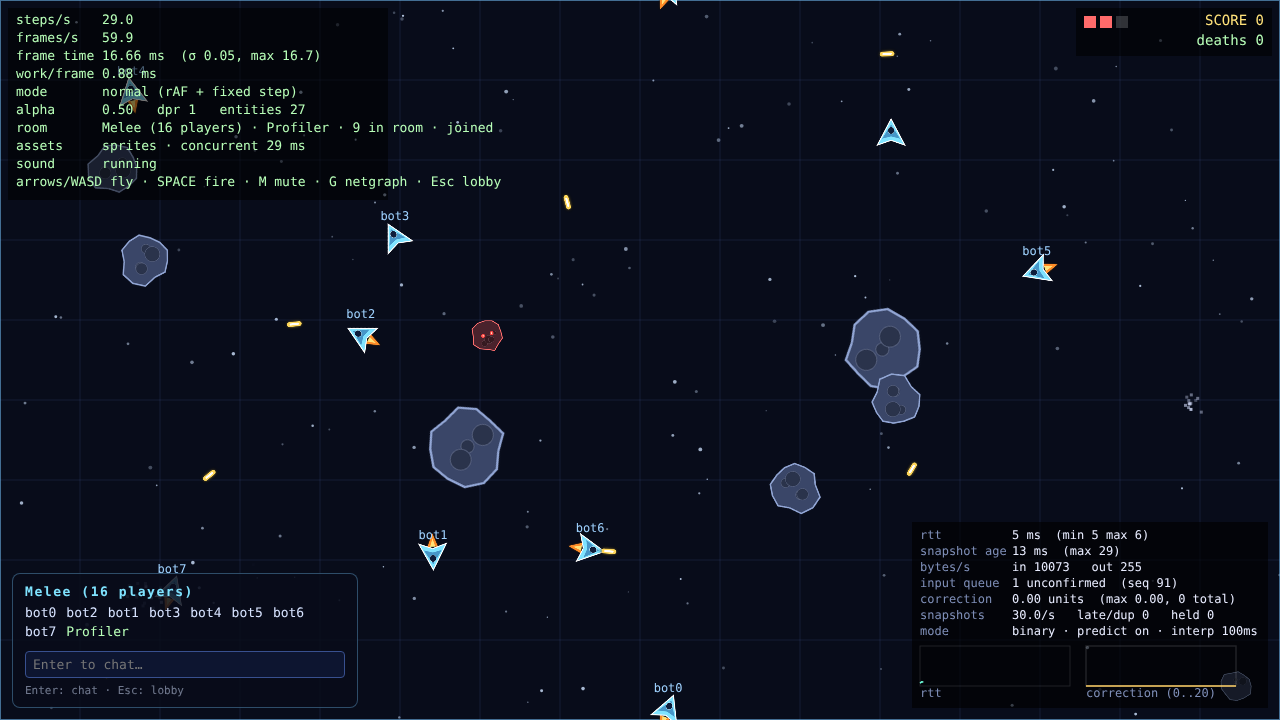 steps/s 29.0
frames/s 59.9
frame time 16.66 ms (σ 0.05, max 16.7)
work/frame 0.88 ms
mode normal (rAF + fixed step)
alpha 0.50 dpr 1 entities 27
room Melee (16 players) · Profiler · 9 in room · joined
assets sprites · concurrent 29 ms
sound running
arrows/WASD fly · SPACE fire · M mute · G netgraph · Esc lobby
SCORE 0
deaths 0
bot4
bot3
bot5
bot2
bot1
bot6
bot7
bot0
Melee (16 players)
bot0 bot2 bot1 bot3 bot4 bot5 bot6
bot7 Profiler
Enter to chat…
Enter: chat · Esc: lobby
rtt 5 ms (min 5 max 6)
snapshot age 13 ms (max 29)
bytes/s in 10073 out 255
input queue 1 unconfirmed (seq 91)
correction 0.00 units (max 0.00, 0 total)
snapshots 30.0/s late/dup 0 held 0
mode binary · predict on · interp 100ms
rtt correction (0..20)